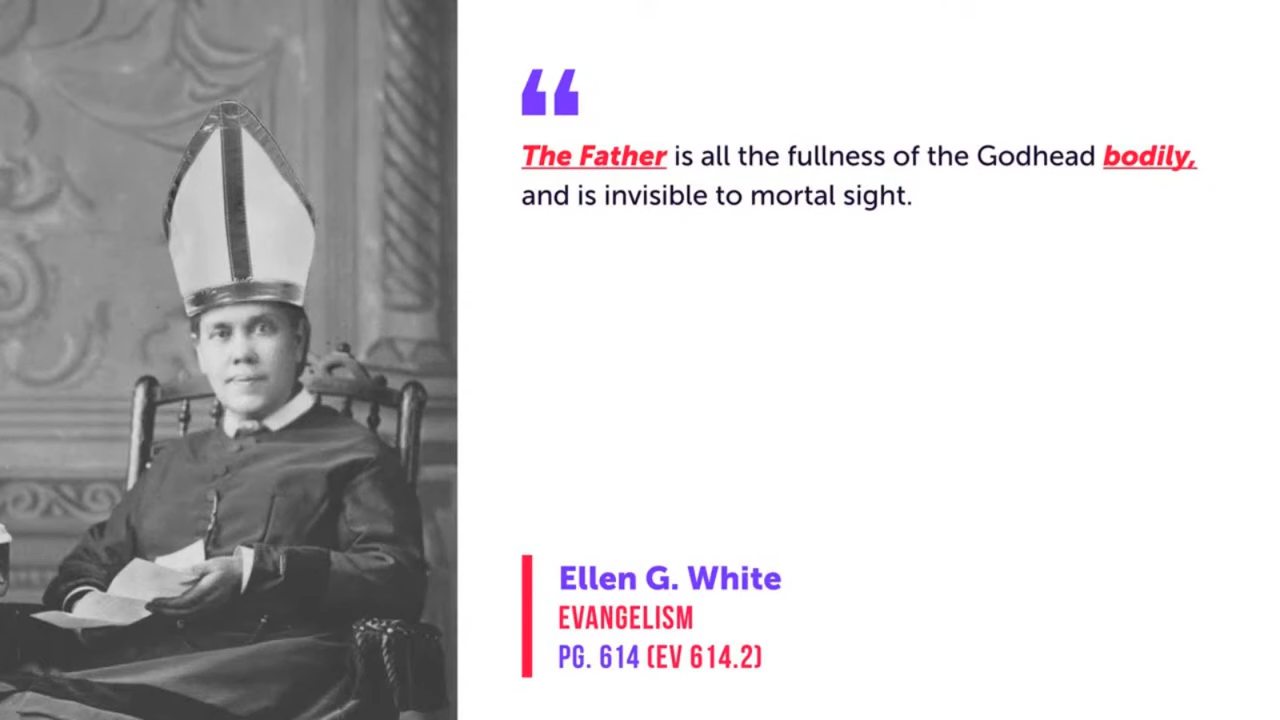 “
The Father is all the fullness of the Godhead bodily,
and is invisible to mortal sight.
Ellen G. White
EVANGELISM
PG. 614 (EV 614.2)